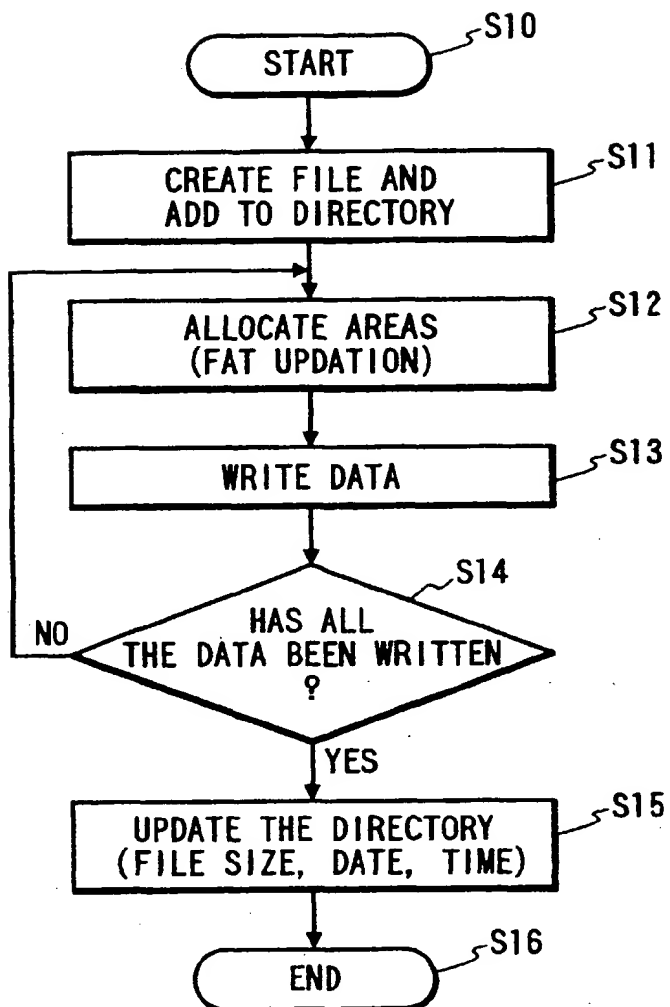 S10
START
S11
CREATE FILE AND
ADD TO DIRECTORY
S12
ALLOCATE AREAS
(FAT UPDATION)
S13
WRITE DATA
S14
HAS ALL
THE DATA BEEN WRITTEN
?
NO
YES
S15
UPDATE THE DIRECTORY
(FILE SIZE, DATE, TIME)
S16
END